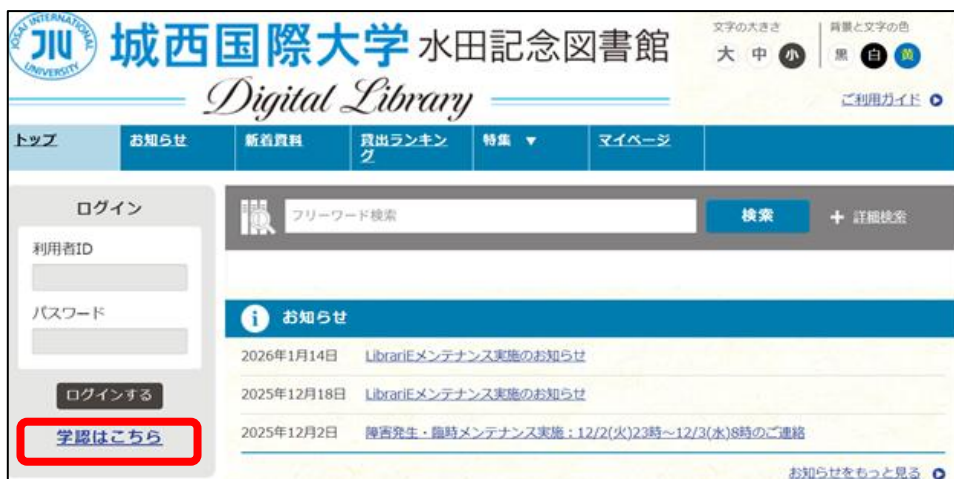 JOSAI INTERNATIONAL UNIVERSITY
JIU
城西国際大学 水田記念図書館
Digital Library
文字の大きさ
大 中 小
背景と文字の色
黒 白 黄
ご利用ガイド
トップ
お知らせ
新着資料
貸出ランキン
グ
特集 ▼
マイページ
ログイン
利用者ID
パスワード
ログインする
学認はこちら
フリーワード検索
検索
+ 詳細検索
i お知らせ
2026年1月14日 LibrariEメンテナンス実施のお知らせ
2025年12月18日 LibrariEメンテナンス実施のお知らせ
2025年12月2日 障害発生・臨時メンテナンス実施：12/2(火)23時～12/3(水)8時のご連絡
お知らせをもっと見る